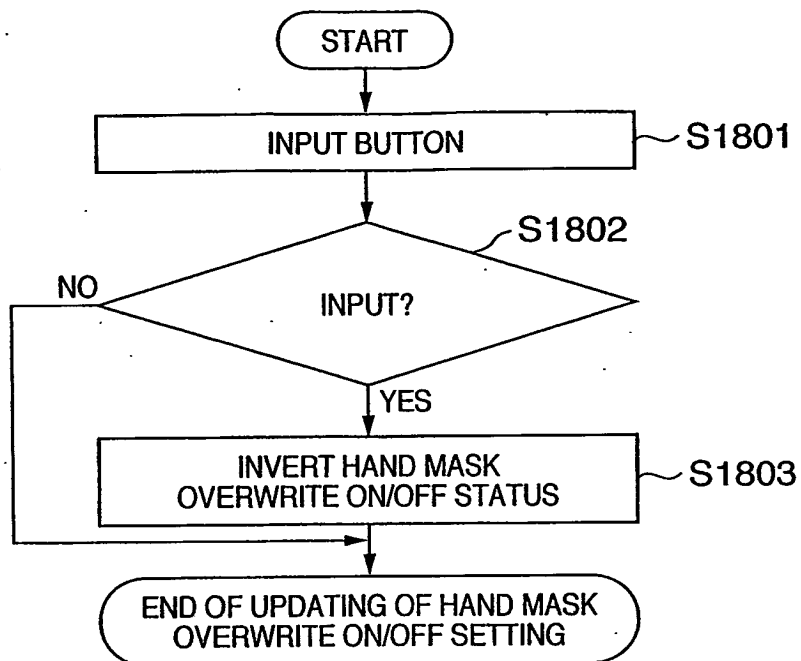 START
INPUT BUTTON
S1801
S1802
NO
INPUT?
YES
INVERT HAND MASK
OVERWRITE ON/OFF STATUS
S1803
END OF UPDATING OF HAND MASK
OVERWRITE ON/OFF SETTING